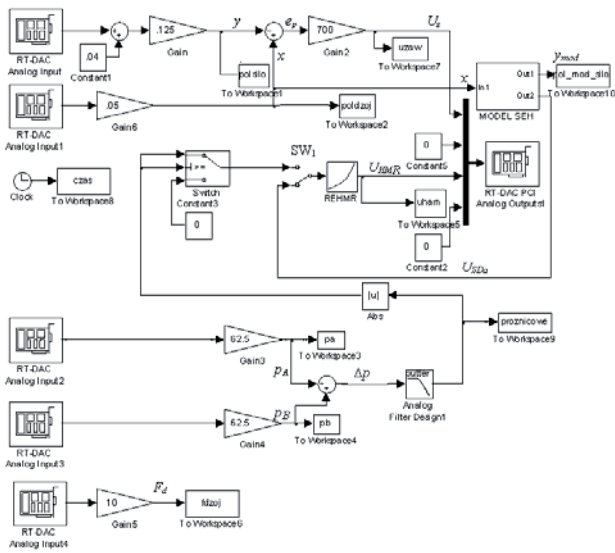 RT-DAC
Analog Input
.04
Constant1
.125
Gain
y
e_v
700
Gain2
U_s
uzaw
To Workspace7
poldilo
To Workspace1
x
x
In1
Out1
Out2
MODEL SEH
y_mod
pol_mod_silo
To Workspace10
RT-DAC
Analog Input1
.05
Gain6
poldzoj
To Workspace2
0
Constant5
RT-DAC PCI
Analog Outputs1
Clock
czas
To Workspace8
>=
Switch
Constant3
0
SW1
REHMR
U_HMR
uham
To Workspace5
0
Constant2
U_SDa
|u|
Abs
proznicowe
To Workspace9
RT-DAC
Analog Input2
62.5
Gain3
pa
To Workspace3
p_A
Δp
butter
Analog
Filter Design1
RT-DAC
Analog Input3
62.5
Gain4
p_B
pb
To Workspace4
RT-DAC
Analog Input4
10
Gain5
F_d
fdzoj
To Workspace6